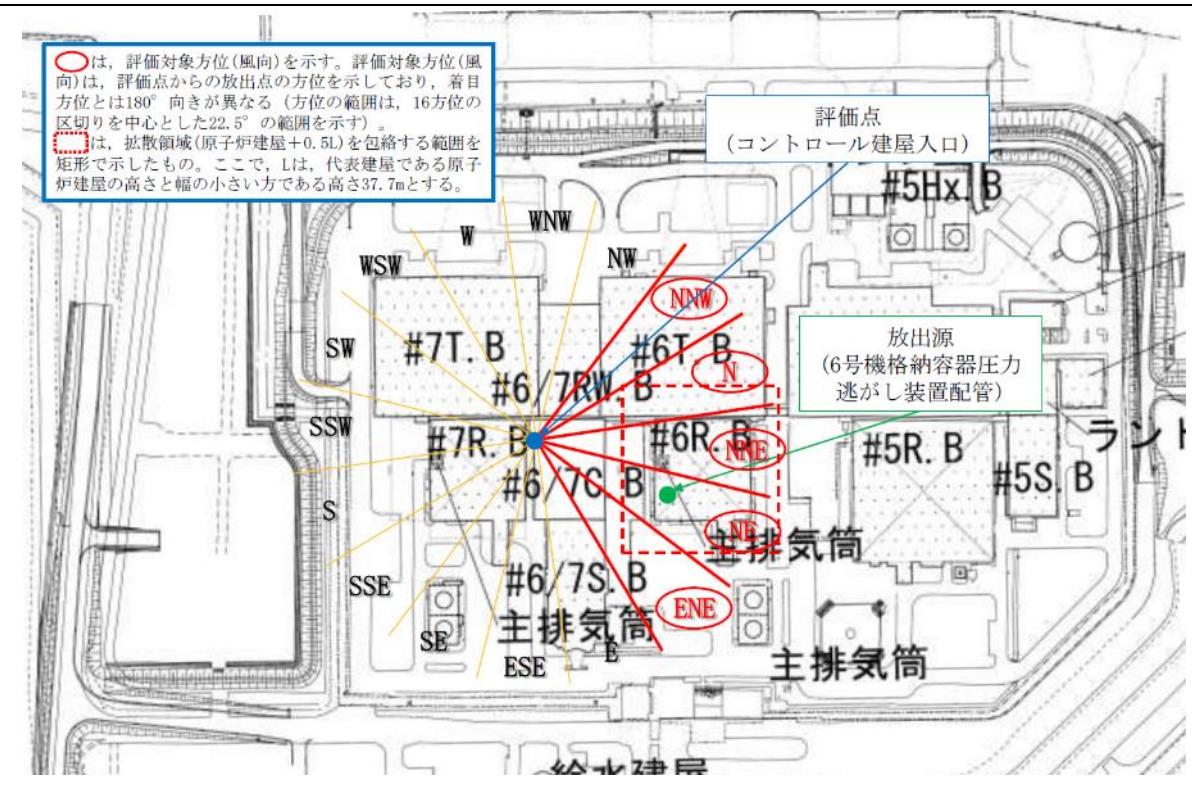 は，評価対象方位(風向)を示す。評価対象方位(風
向)は，評価点からの放出点の方位を示しており，着目
方位とは180°向きが異なる（方位の範囲は，16方位の
区切りを中心とした22.5°の範囲を示す）。
は，拡散領域(原子炉建屋＋0.5L)を包絡する範囲を
矩形で示したもの。ここで，Lは，代表建屋である原子
炉建屋の高さと幅の小さい方である高さ37.7mとする。
評価点
（コントロール建屋入口）
#5Hx.B
WNW
W
NW
WSW
NNW
放出源
(6号機格納容器圧力
逃がし装置配管)
SW
#7T.B
#6T.B
N
#6/7RW.B
SSW
#7R.B
#6R.B
NNE
#5R.B
ラント
#6/7C.B
#5S.B
S
NE
主排気筒
SSE
#6/7S.B
ENE
主排気筒
SE
ESE
E
主排気筒
給水建屋